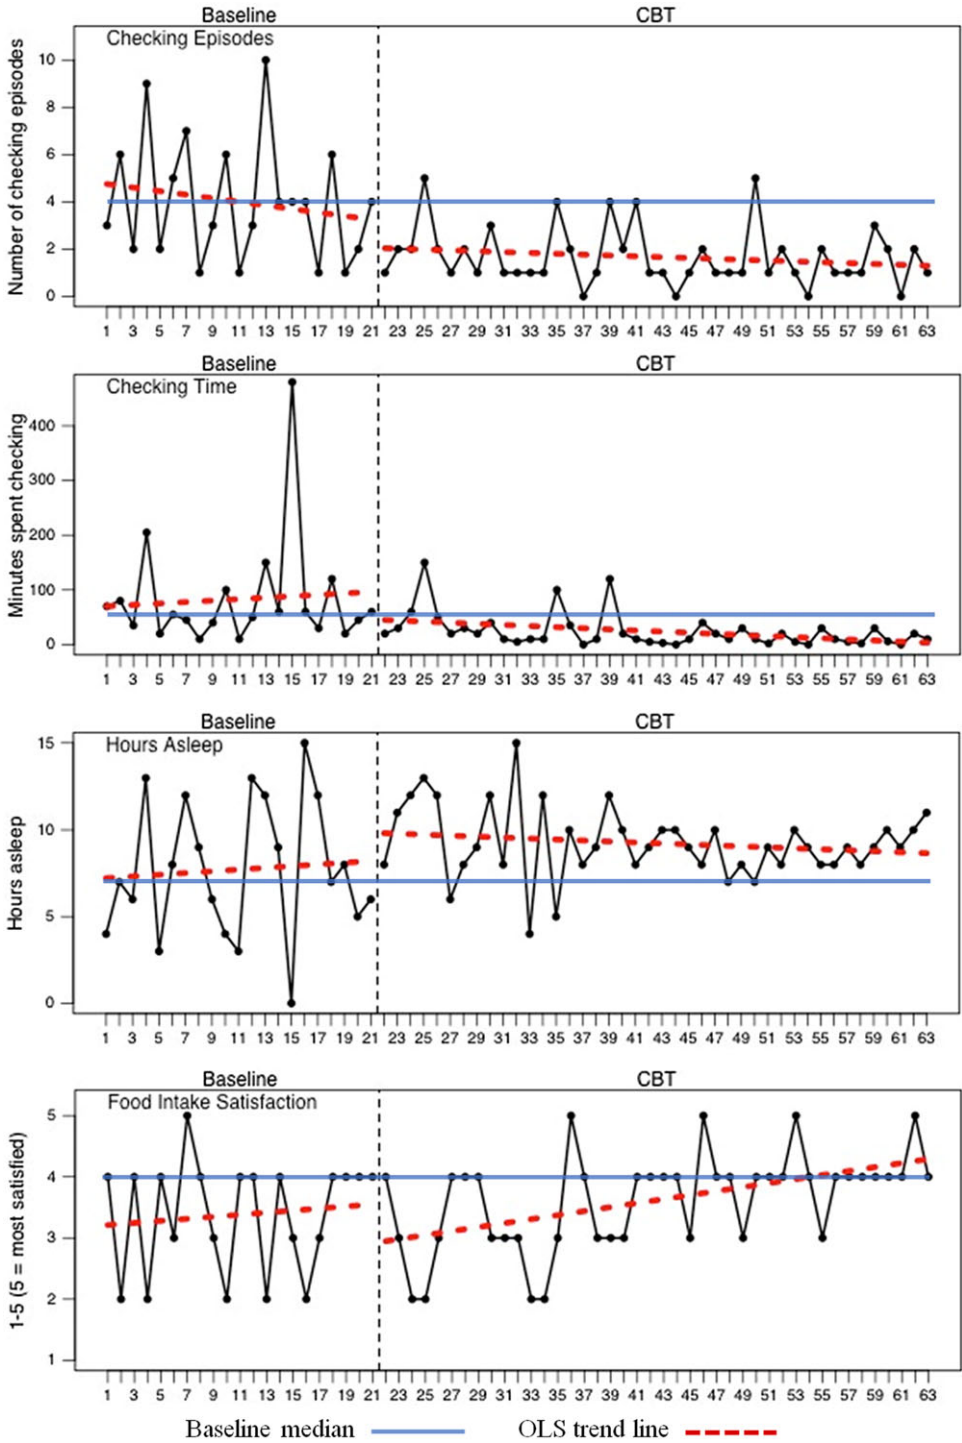 Baseline CBT
Checking Episodes
Number of checking episodes
10
8
6
4
2
0
1 3 5 7 9 11 13 15 17 19 21 23 25 27 29 31 33 35 37 39 41 43 45 47 49 51 53 55 57 59 61 63
Baseline CBT
Checking Time
Minutes spent checking
400
300
200
100
0
1 3 5 7 9 11 13 15 17 19 21 23 25 27 29 31 33 35 37 39 41 43 45 47 49 51 53 55 57 59 61 63
Baseline CBT
Hours Asleep
Hours asleep
15
10
5
0
1 3 5 7 9 11 13 15 17 19 21 23 25 27 29 31 33 35 37 39 41 43 45 47 49 51 53 55 57 59 61 63
Baseline CBT
Food Intake Satisfaction
1-5 (5 = most satisfied)
5
4
3
2
1
1 3 5 7 9 11 13 15 17 19 21 23 25 27 29 31 33 35 37 39 41 43 45 47 49 51 53 55 57 59 61 63
Baseline median OLS trend line